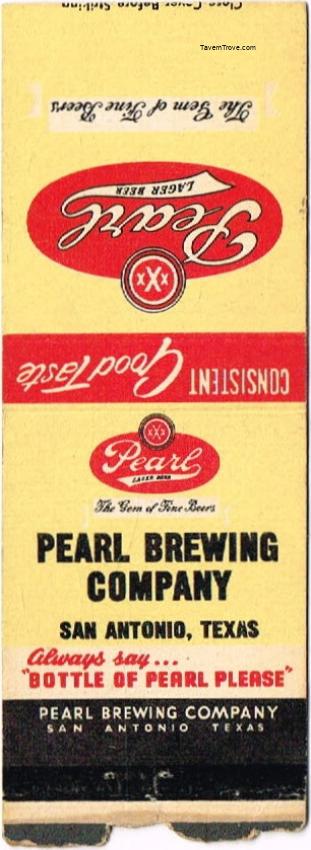 Close Cover Before Striking
TavernTrove.com
The Gem of Fine Beers
LAGER BEER
Pearl
XXX
CONSISTENT Good Taste
XXX
Pearl
LAGER BEER
The Gem of Fine Beers
PEARL BREWING
COMPANY
SAN ANTONIO, TEXAS
Always say...
"BOTTLE OF PEARL PLEASE"
PEARL BREWING COMPANY
SAN ANTONIO TEXAS